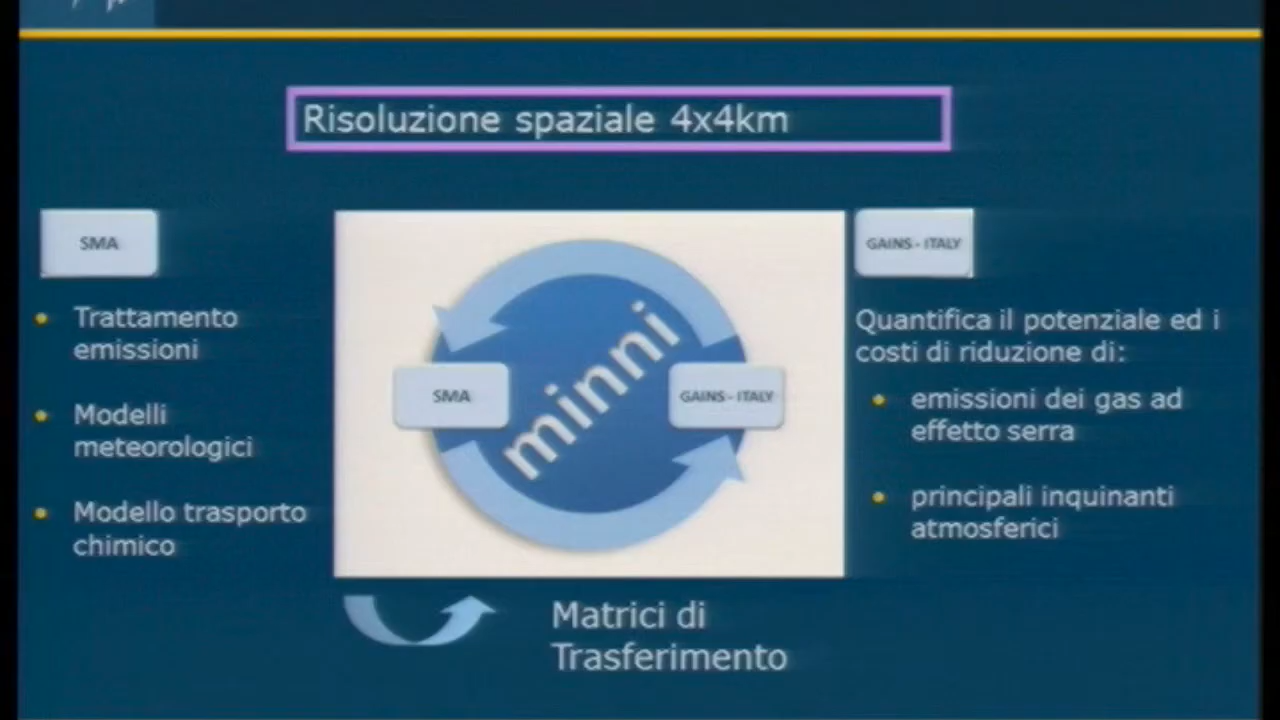 Risoluzione spaziale 4x4km
SMA
Trattamento
emissioni
Modelli
meteorologici
Modello trasporto
chimico
minni
SMA
GAINS - ITALY
GAINS - ITALY
Quantifica il potenziale ed i
costi di riduzione di:
emissioni dei gas ad
effetto serra
principali inquinanti
atmosferici
Matrici di
Trasferimento